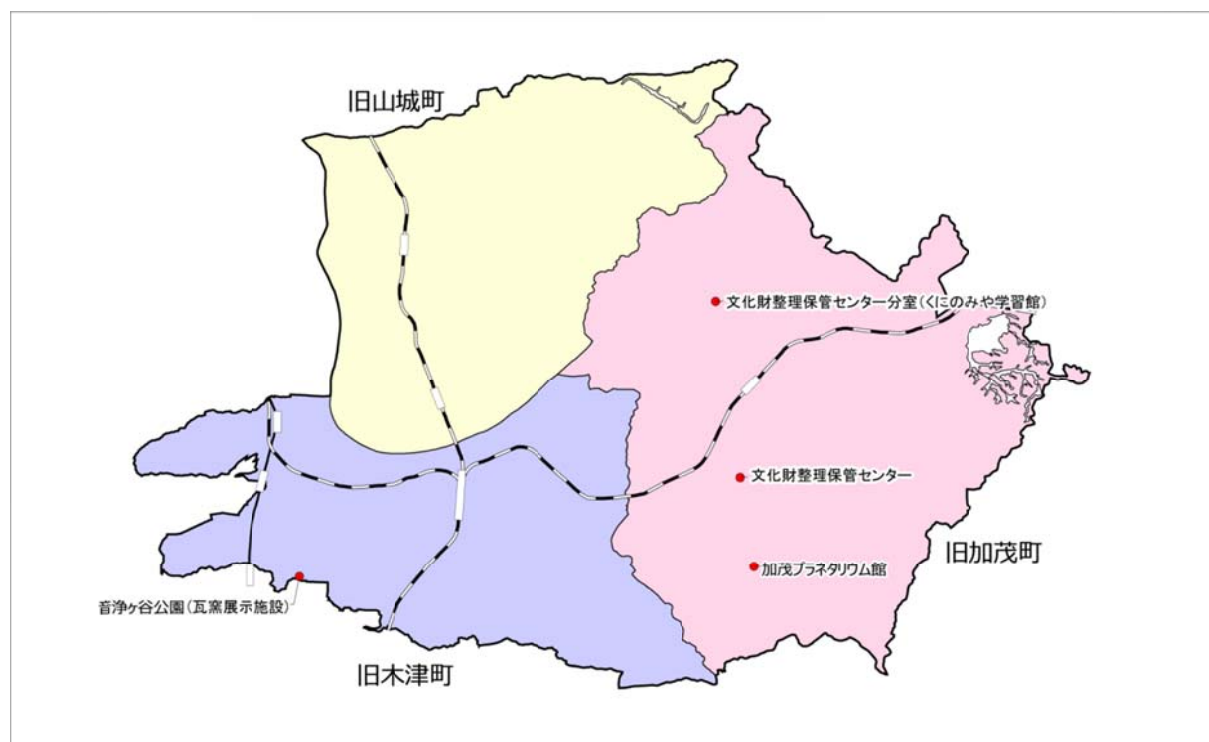 旧山城町
文化財整理保管センター分室(くにのみや学習館)
文化財整理保管センター
旧加茂町
加茂プラネタリウム館
音浄ヶ谷公園(瓦窯展示施設)
旧木津町